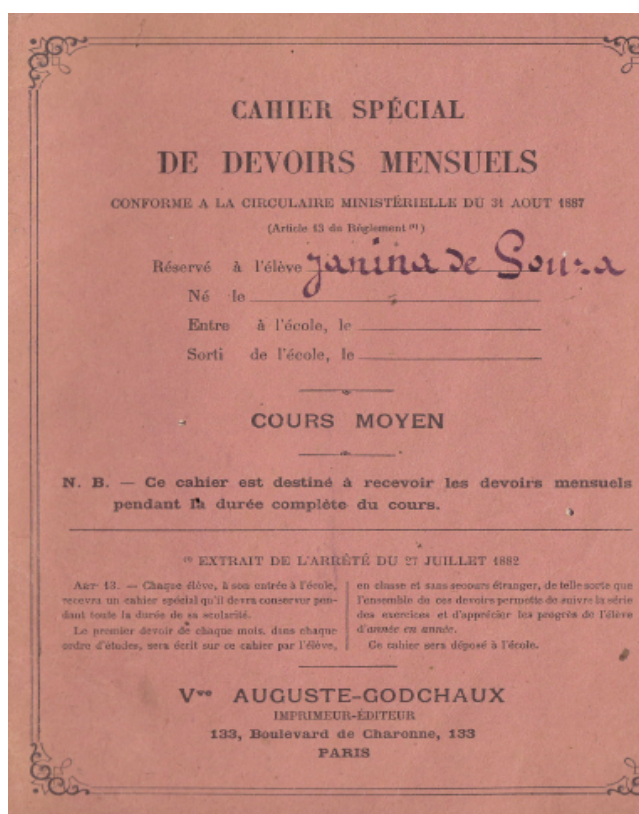 CAHIER SPÉCIAL
DE DEVOIRS MENSUELS
CONFORME A LA CIRCULAIRE MINISTÉRIELLE DU 31 AOUT 1887
(Article 13 du Règlement (1))
Réservé à l'élève Janina de Souza
Né le
Entre à l'école, le
Sorti de l'école, le
COURS MOYEN
N. B. — Ce cahier est destiné à recevoir les devoirs mensuels
pendant la durée complète du cours.
(1) EXTRAIT DE L'ARRÊTÉ DU 27 JUILLET 1882
ART 13. — Chaque élève, à son entrée à l'école,
recevra un cahier spécial qu'il devra conserver pen-
dant toute la durée de sa scolarité.
Le premier devoir de chaque mois, dans chaque
ordre d'études, sera écrit sur ce cahier par l'élève,
en classe et sans secours étranger, de telle sorte que
l'ensemble de ces devoirs permette de suivre la série
des exercices et d'apprécier les progrès de l'élève
d'année en année.
Ce cahier sera déposé à l'école.
Vve AUGUSTE-GODCHAUX
IMPRIMEUR-ÉDITEUR
133, Boulevard de Charonne, 133
PARIS